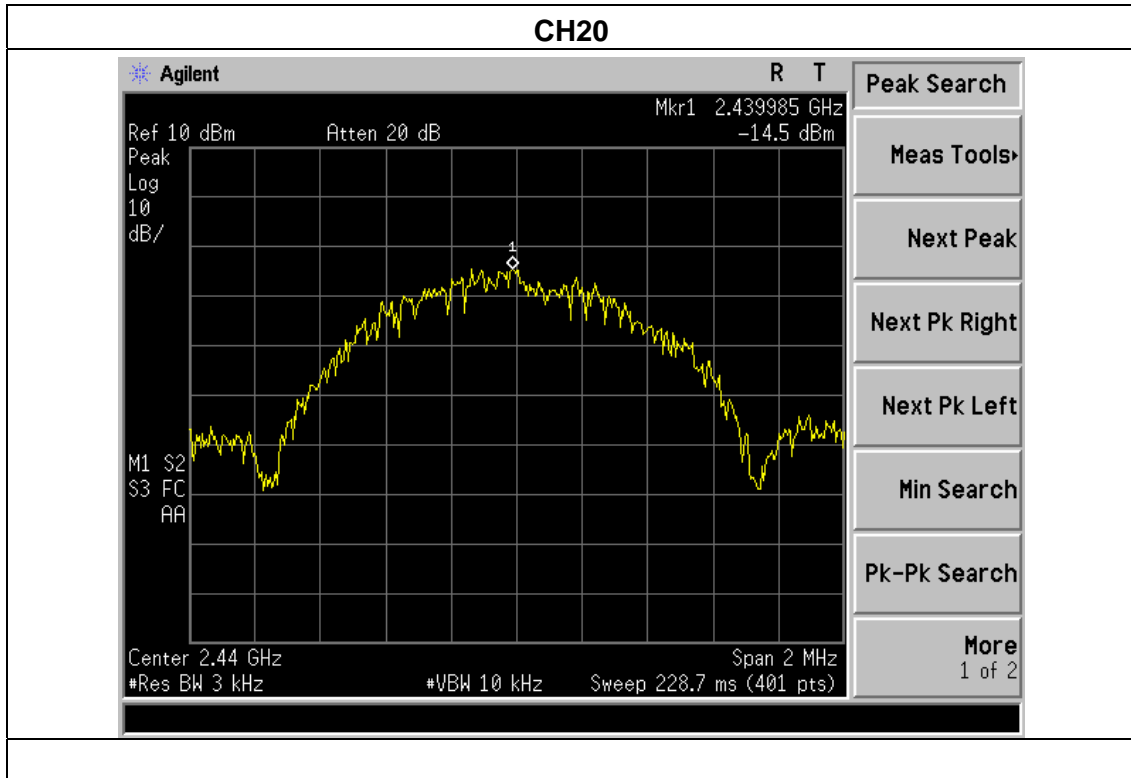 CH20
Agilent R T
Peak Search
Mkr1 2.439985 GHz
Ref 10 dBm Atten 20 dB -14.5 dBm
Peak
Log
10
dB/
1
M1 S2
S3 FC
AA
Center 2.44 GHz Span 2 MHz
#Res BW 3 kHz #VBW 10 kHz Sweep 228.7 ms (401 pts)
Meas Tools
Next Peak
Next Pk Right
Next Pk Left
Min Search
Pk-Pk Search
More
1 of 2